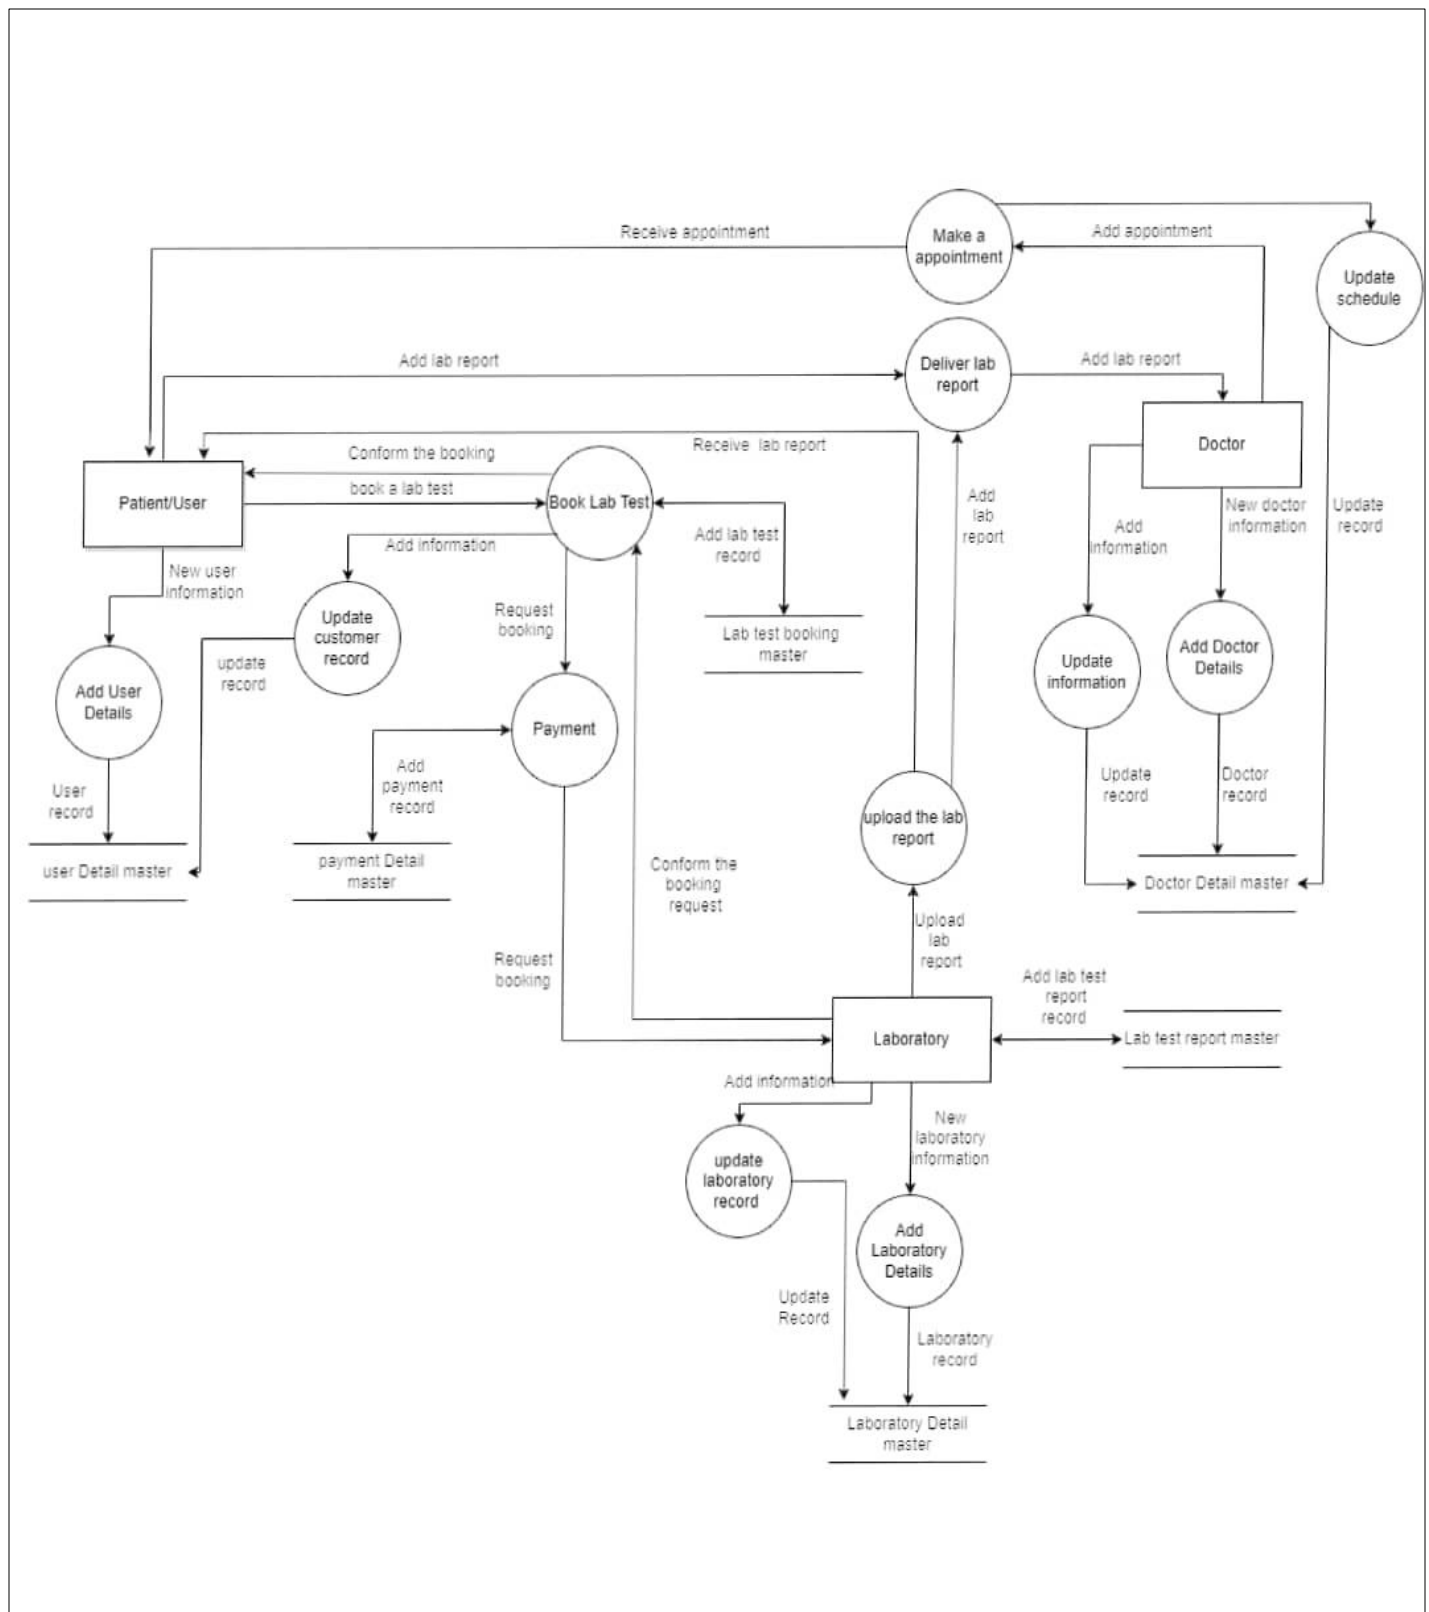 Receive appointment
Make a
appointment
Add appointment
Update
schedule
Add lab report
Deliver lab
report
Add lab report
Receive lab report
Doctor
Conform the booking
Patient/User
book a lab test
Book Lab Test
Add
lab
report
Add information
Add lab test
record
Add
Information
New doctor
information
Update
record
New user
information
Update
customer
record
Request
booking
Lab test booking
master
update
record
Add User
Details
Update
information
Add Doctor
Details
Payment
Add
payment
record
User
record
Update
record
Doctor
record
upload the lab
report
user Detail master
payment Detail
master
Conform the
booking
request
Doctor Detail master
Upload
lab
report
Request
booking
Add lab test
report
record
Laboratory
Lab test report master
Add information
New
laboratory
information
update
laboratory
record
Add
Laboratory
Details
Update
Record
Laboratory
record
Laboratory Detail
master